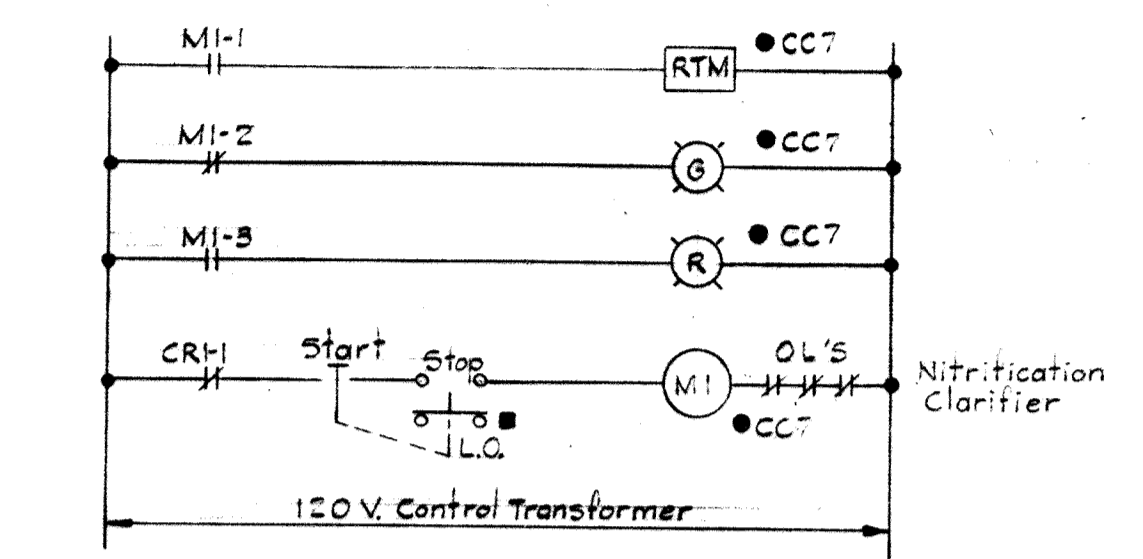 M1-1
CC7
RTM
M1-2
CC7
G
M1-3
CC7
R
CR1-1
Start
Stop
M1
OL'S
Nitrification
Clarifier
CC7
L.O.
120 V. Control Transformer